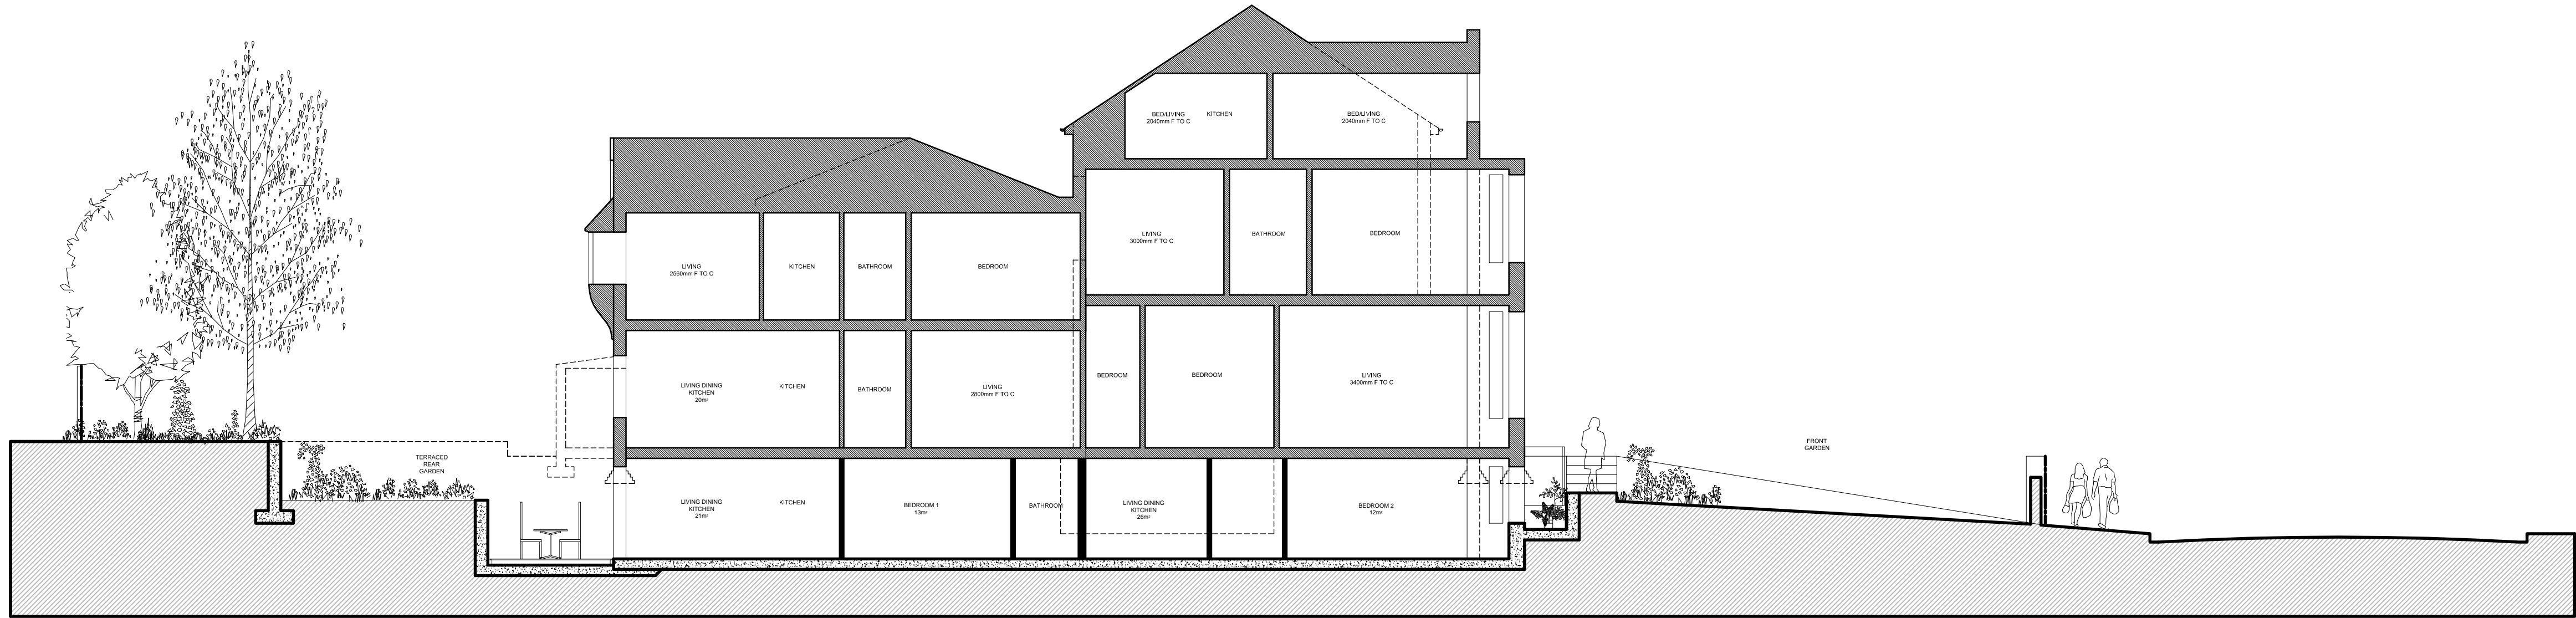 BED/LIVING
2040mm F TO C
KITCHEN
BED/LIVING
2040mm F TO C
LIVING
3000mm F TO C
BATHROOM
BEDROOM
LIVING
2560mm F TO C
KITCHEN
BATHROOM
BEDROOM
LIVING DINING
KITCHEN
20m²
KITCHEN
BATHROOM
LIVING
2800mm F TO C
BEDROOM
BEDROOM
LIVING
3400mm F TO C
TERRACED
REAR
GARDEN
FRONT
GARDEN
LIVING DINING
KITCHEN
21m²
KITCHEN
BEDROOM 1
13m²
BATHROOM
LIVING DINING
KITCHEN
26m²
BEDROOM 2
12m²